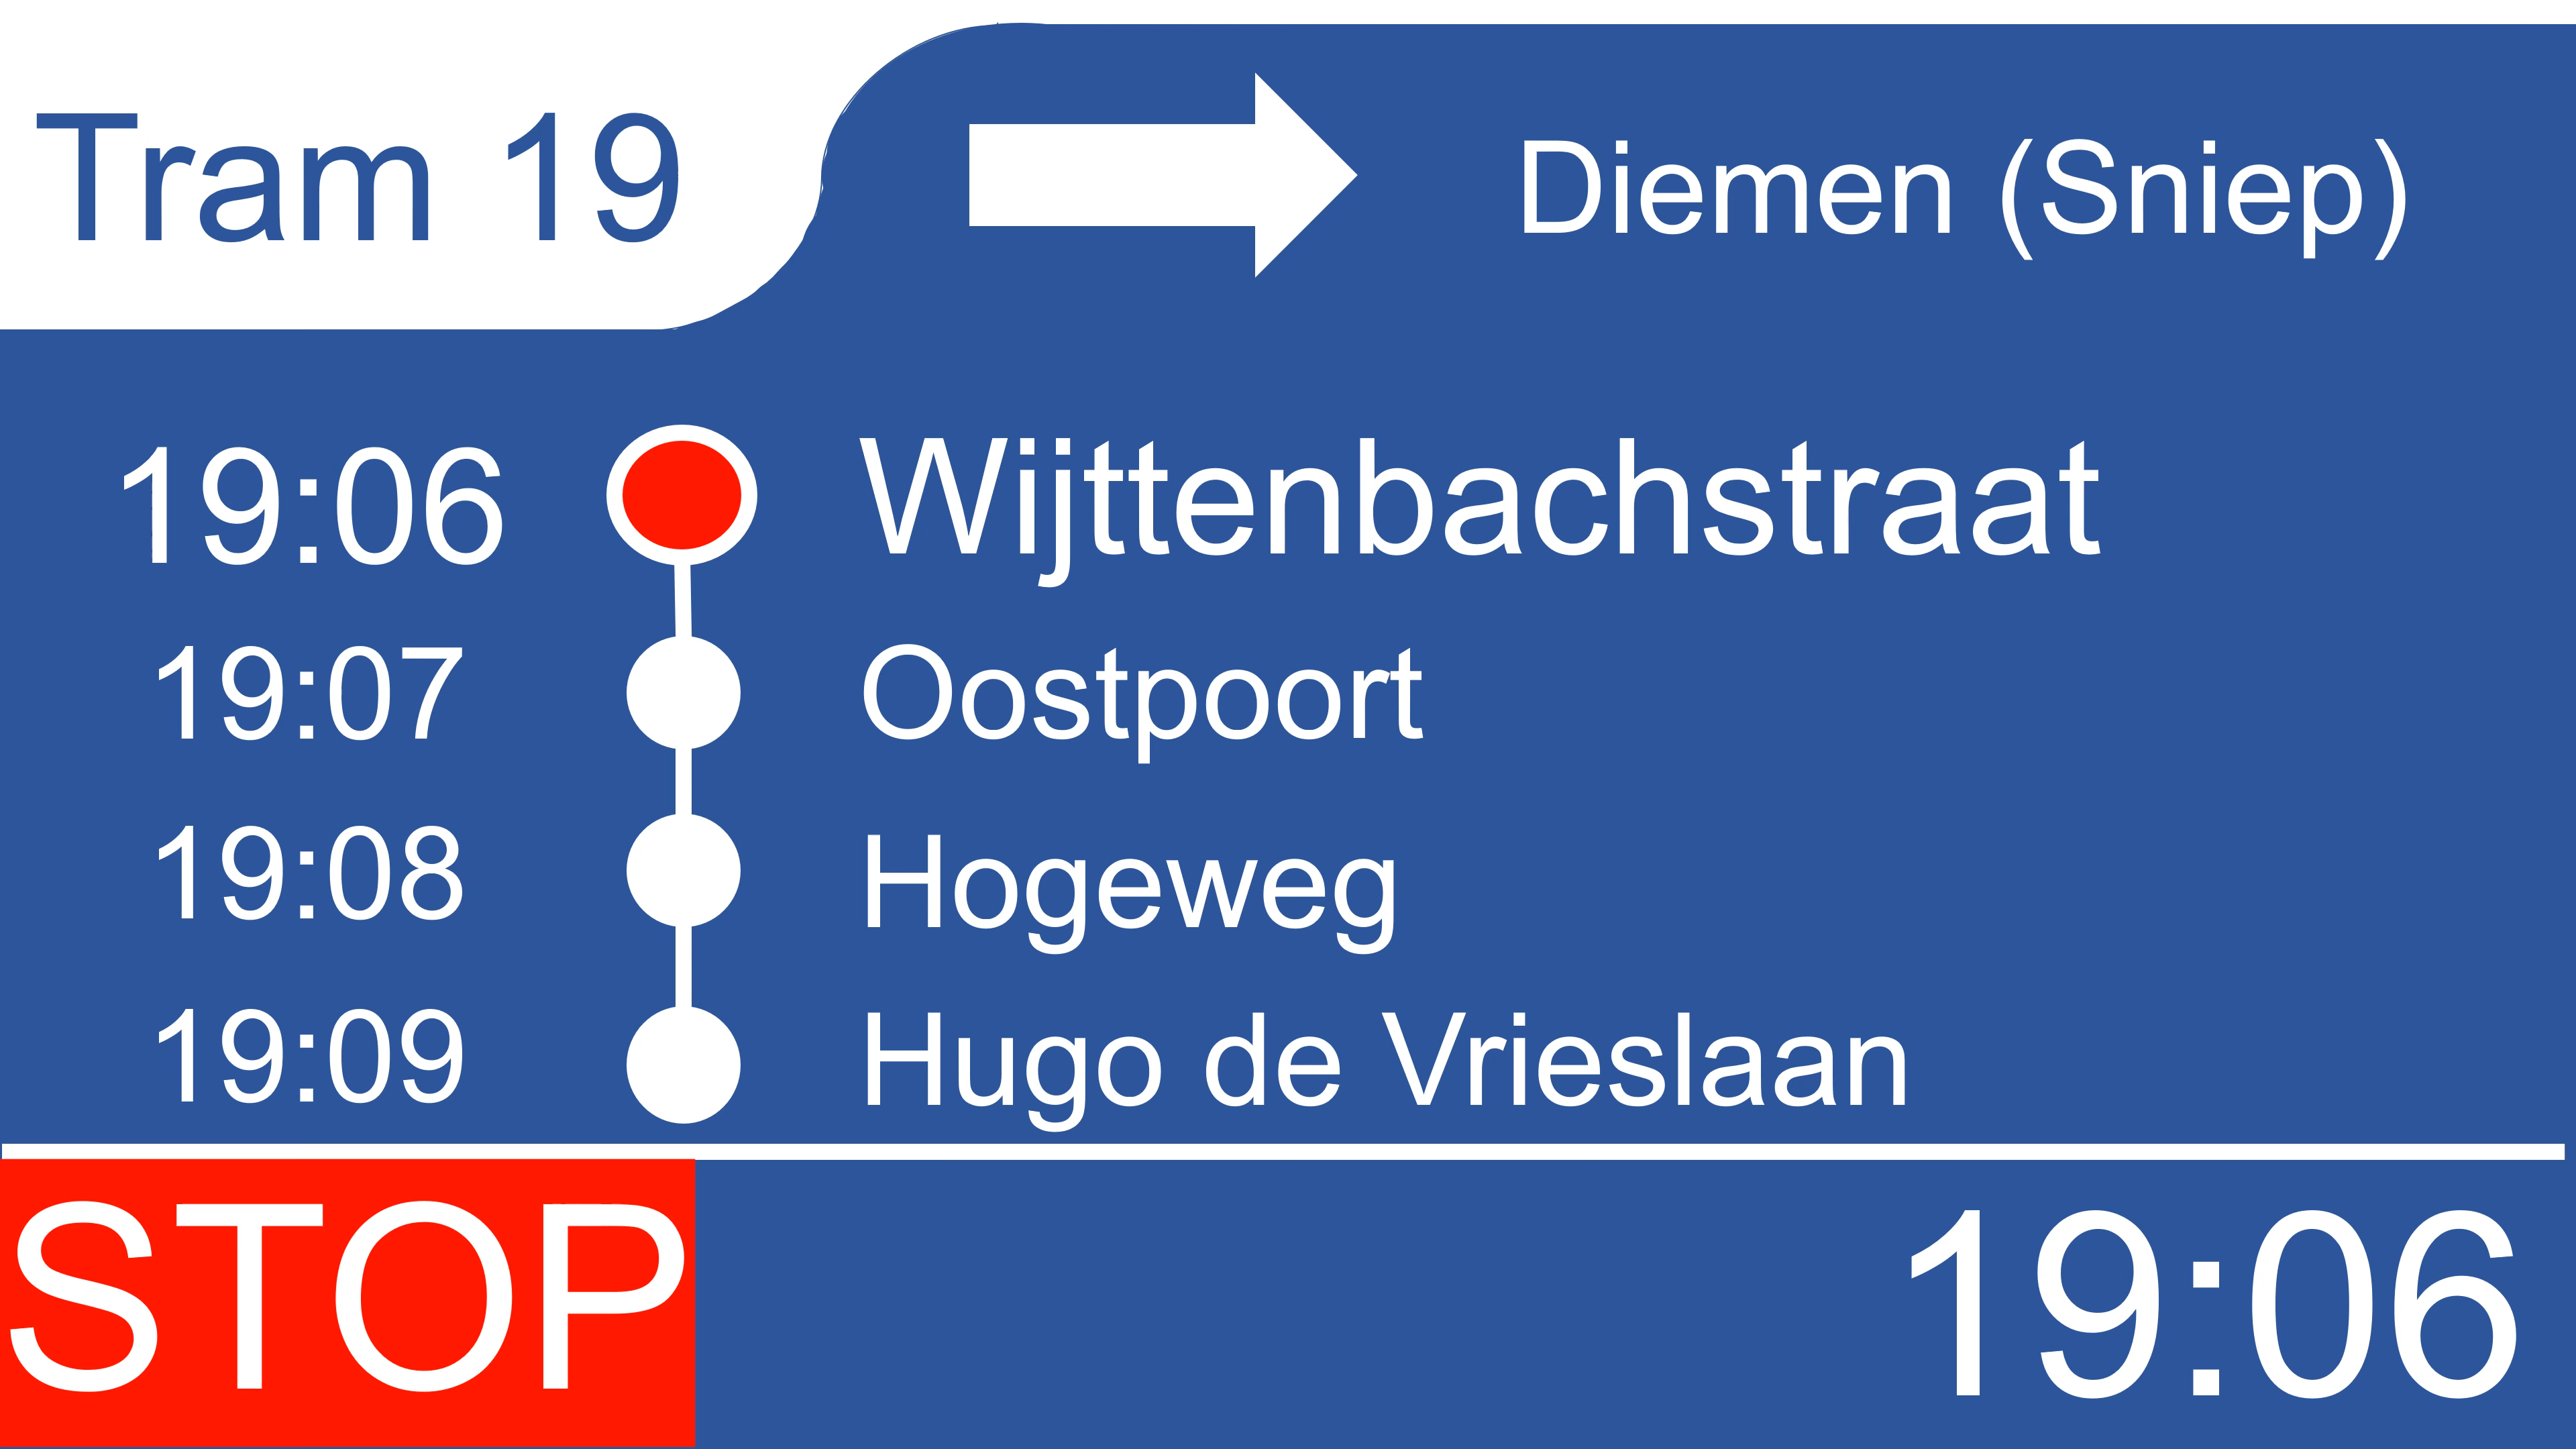 Tram 19
Diemen (Sniep)
19:06 Wijttenbachstraat
19:07 Oostpoort
19:08 Hogeweg
19:09 Hugo de Vrieslaan
STOP
19:06